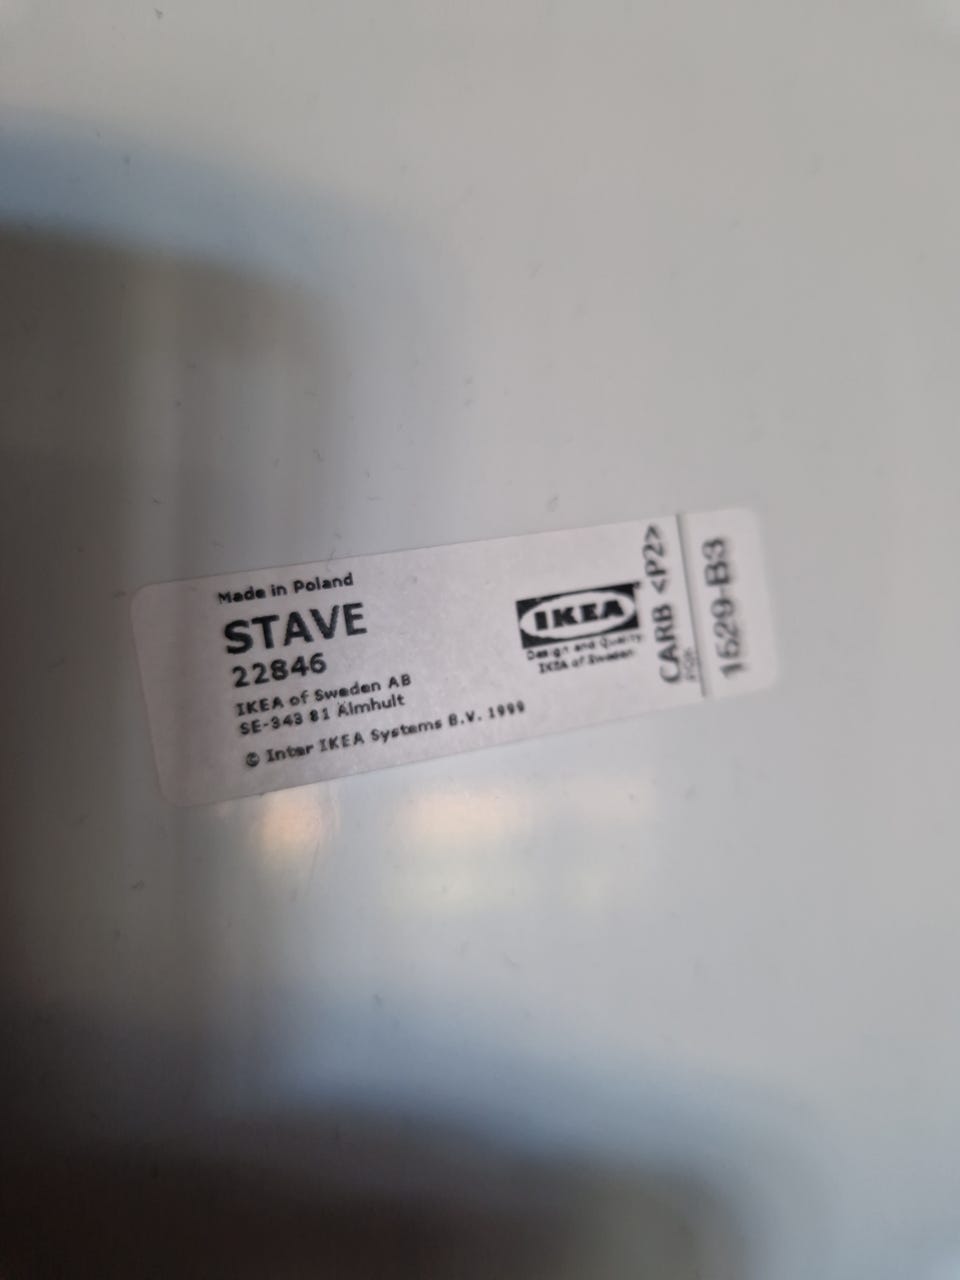 Made in Poland
STAVE
22846
IKEA of Sweden AB
SE-343 81 Älmhult
© Inter IKEA Systems B.V. 1999
IKEA
Design and Quality
IKEA of Sweden
CARB <P2>
1529-B3